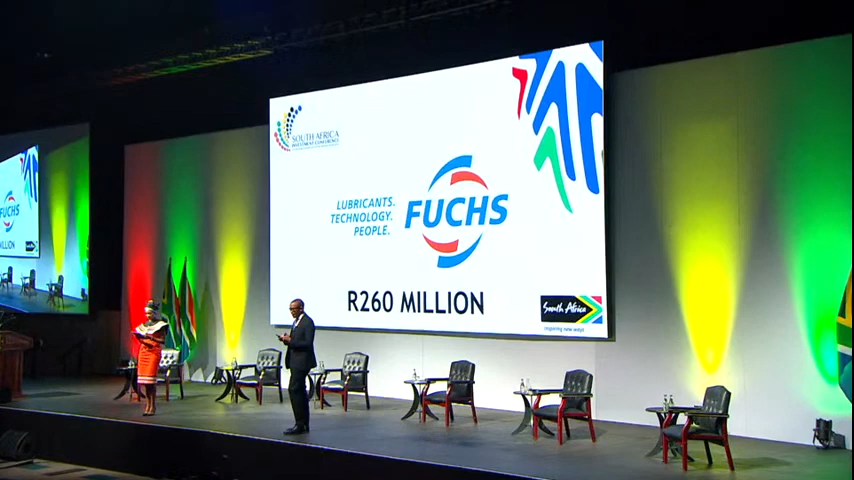 SOUTH AFRICA
INVESTMENT CONFERENCE
LUBRICANTS.
TECHNOLOGY.
PEOPLE.
FUCHS
R260 MILLION
South Africa
Inspiring new ways
FUCHS
MILLION